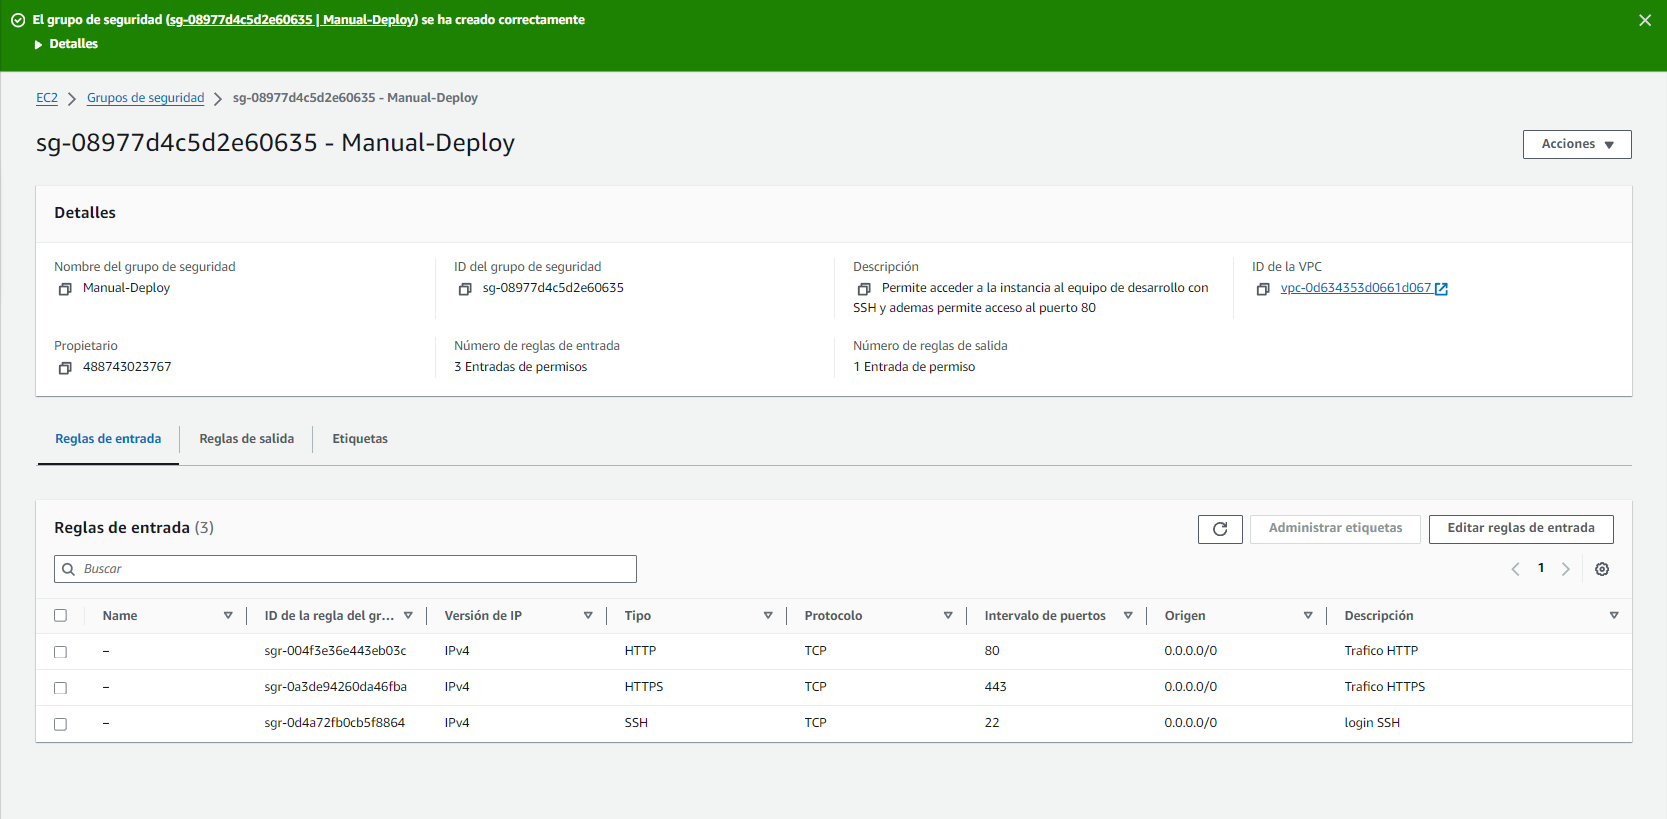 El grupo de seguridad (sg-08977d4c5d2e60635 | Manual-Deploy) se ha creado correctamente
Detalles
EC2 > Grupos de seguridad > sg-08977d4c5d2e60635 - Manual-Deploy
sg-08977d4c5d2e60635 - Manual-Deploy
Acciones
Detalles
Nombre del grupo de seguridad
Manual-Deploy
ID del grupo de seguridad
sg-08977d4c5d2e60635
Descripción
Permite acceder a la instancia al equipo de desarrollo con
SSH y ademas permite acceso al puerto 80
ID de la VPC
vpc-0d634353d0661d067
Propietario
488743023767
Número de reglas de entrada
3 Entradas de permisos
Número de reglas de salida
1 Entrada de permiso
Reglas de entrada
Reglas de salida
Etiquetas
Reglas de entrada (3)
Administrar etiquetas
Editar reglas de entrada
Buscar
1
Name ID de la regla del gr... Versión de IP Tipo Protocolo Intervalo de puertos Origen Descripción
– sgr-004f3e36e443eb03c IPv4 HTTP TCP 80 0.0.0.0/0 Trafico HTTP
– sgr-0a3de94260da46fba IPv4 HTTPS TCP 443 0.0.0.0/0 Trafico HTTPS
– sgr-0d4a72fb0cb5f8864 IPv4 SSH TCP 22 0.0.0.0/0 login SSH